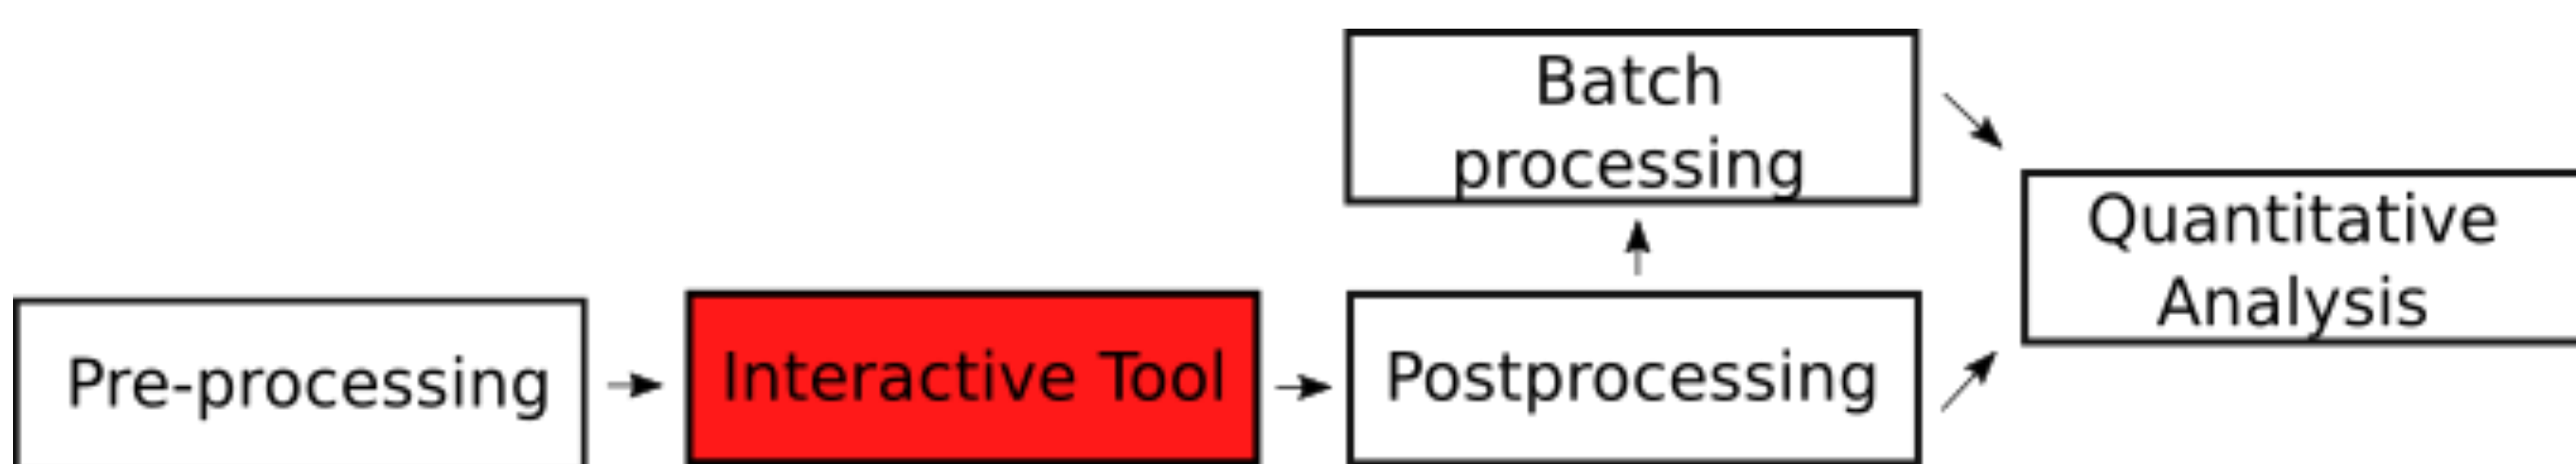 Batch
processing
Quantitative
Analysis
Pre-processing
Interactive Tool
Postprocessing